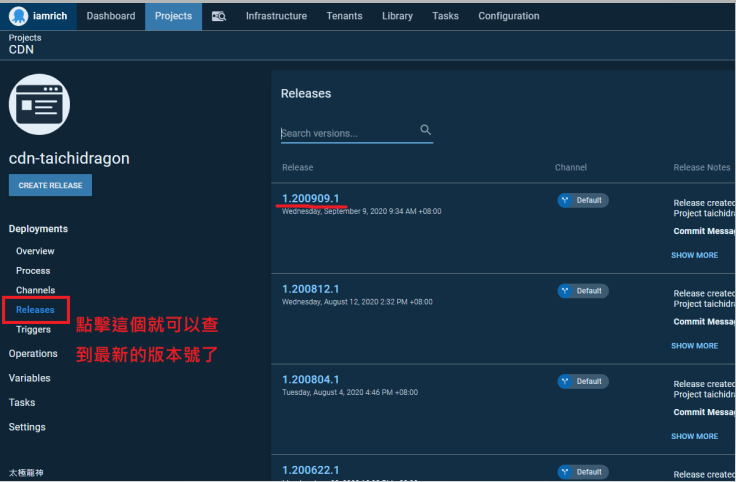 iamrich Dashboard Projects Infrastructure Tenants Library Tasks Configuration
Projects
CDN
cdn-taichidragon
CREATE RELEASE
Deployments
Overview
Process
Channels
Releases
Triggers
點擊這個就可以查
到最新的版本號了
Operations
Variables
Tasks
Settings
太極龍神
Releases
Search versions...
Release Channel Release Notes
1.200909.1 Default Release created
Wednesday, September 9, 2020 9:34 AM +08:00 Project taichidra
Commit Messag
SHOW MORE
1.200812.1 Default Release created
Wednesday, August 12, 2020 2:32 PM +08:00 Project taichidra
Commit Messag
SHOW MORE
1.200804.1 Default Release created
Tuesday, August 4, 2020 4:46 PM +08:00 Project taichidra
Commit Messag
SHOW MORE
1.200622.1 Default Release created